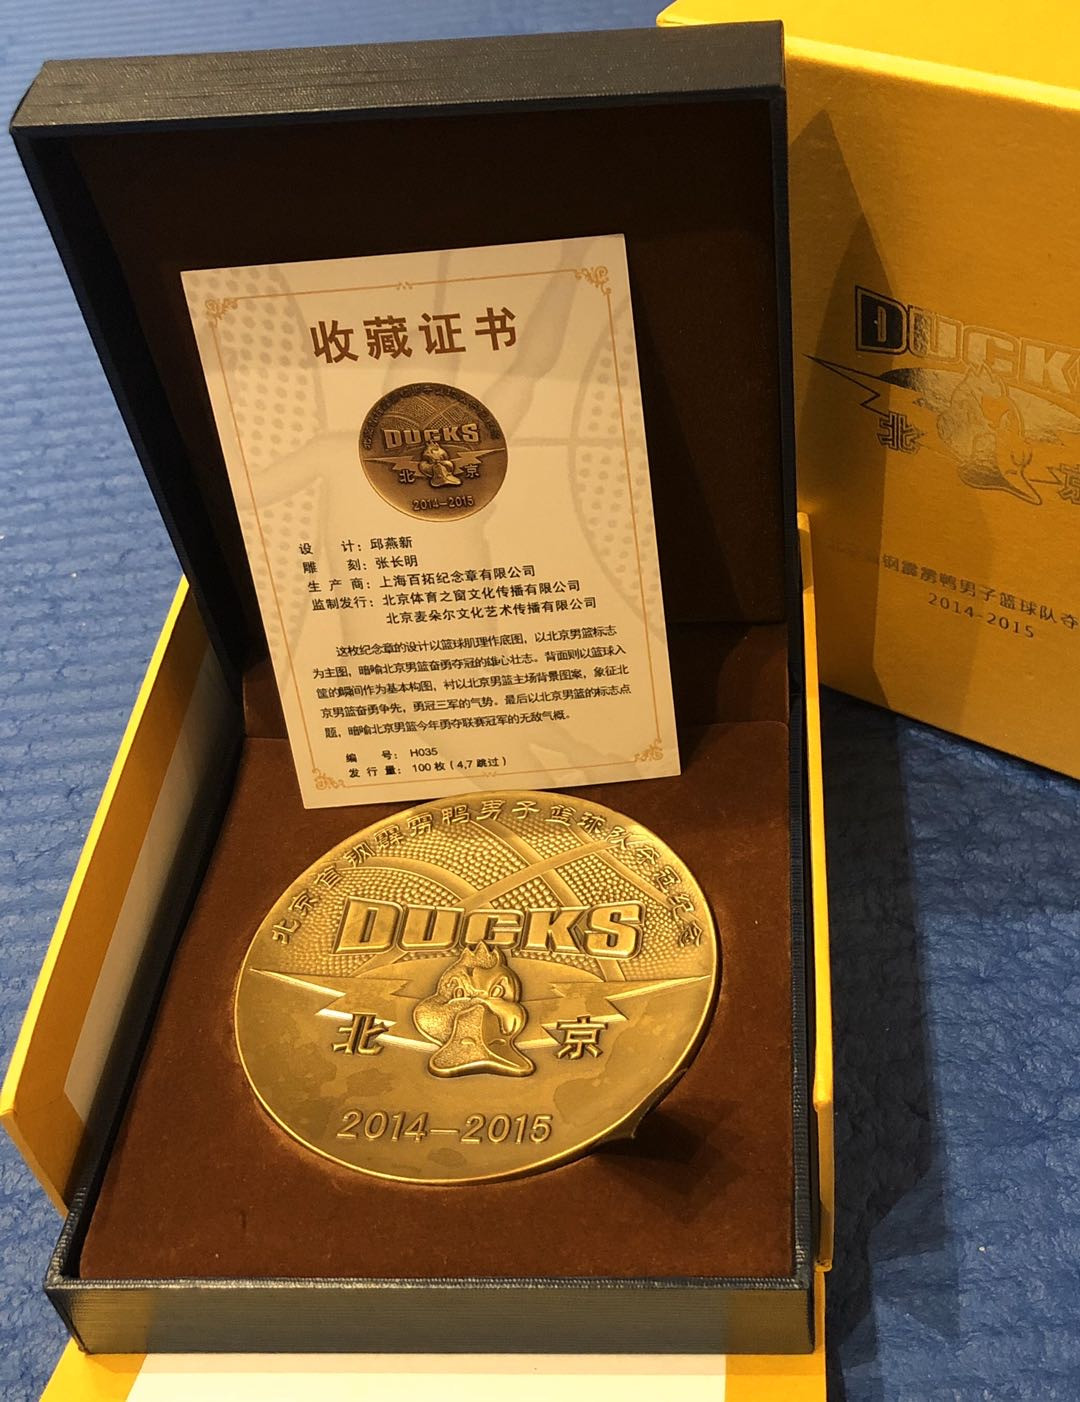 收藏证书
DUCKS
北 京
2014-2015
设 计：邱燕新
雕 刻：张长明
生 产 商：上海百拓纪念章有限公司
监制发行：北京体育之窗文化传播有限公司
北京麦朵尔文化艺术传播有限公司
这枚纪念章的设计以篮球肌理作底图，以北京男篮标志
为主图，暗喻北京男篮奋勇夺冠的雄心壮志。背面则以篮球入
筐的瞬间作为基本构图，衬以北京男篮主场背景图案，象征北
京男篮奋勇争先，勇冠三军的气势。最后以北京男篮的标志点
题，暗喻北京男篮今年勇夺联赛冠军的无敌气概。
编 号：H035
发 行 量：100 枚（4,7 跳过）
北京首钢霹雳鸭男子篮球队夺冠纪念
DUCKS
北 京
2014—2015
DUCK
北 京
钢霹雳鸭男子篮球队夺
2014-2015